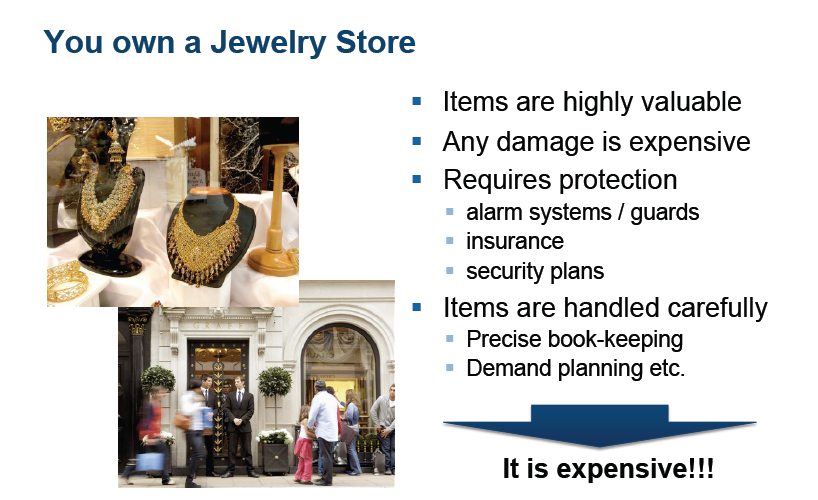 You own a Jewelry Store
Items are highly valuable
Any damage is expensive
Requires protection
alarm systems / guards
insurance
security plans
Items are handled carefully
Precise book-keeping
Demand planning etc.
It is expensive!!!